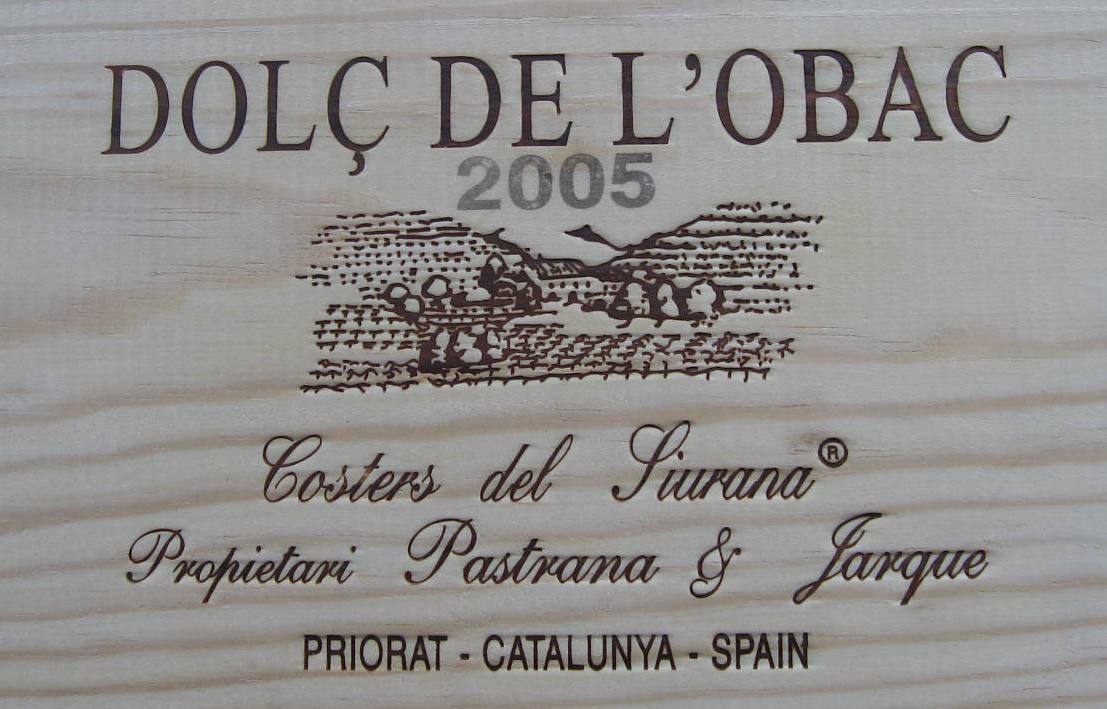 DOLÇ DE L'OBAC
2005
Costers del Siurana®
Propietari Pastrana & Jarque
PRIORAT - CATALUNYA - SPAIN